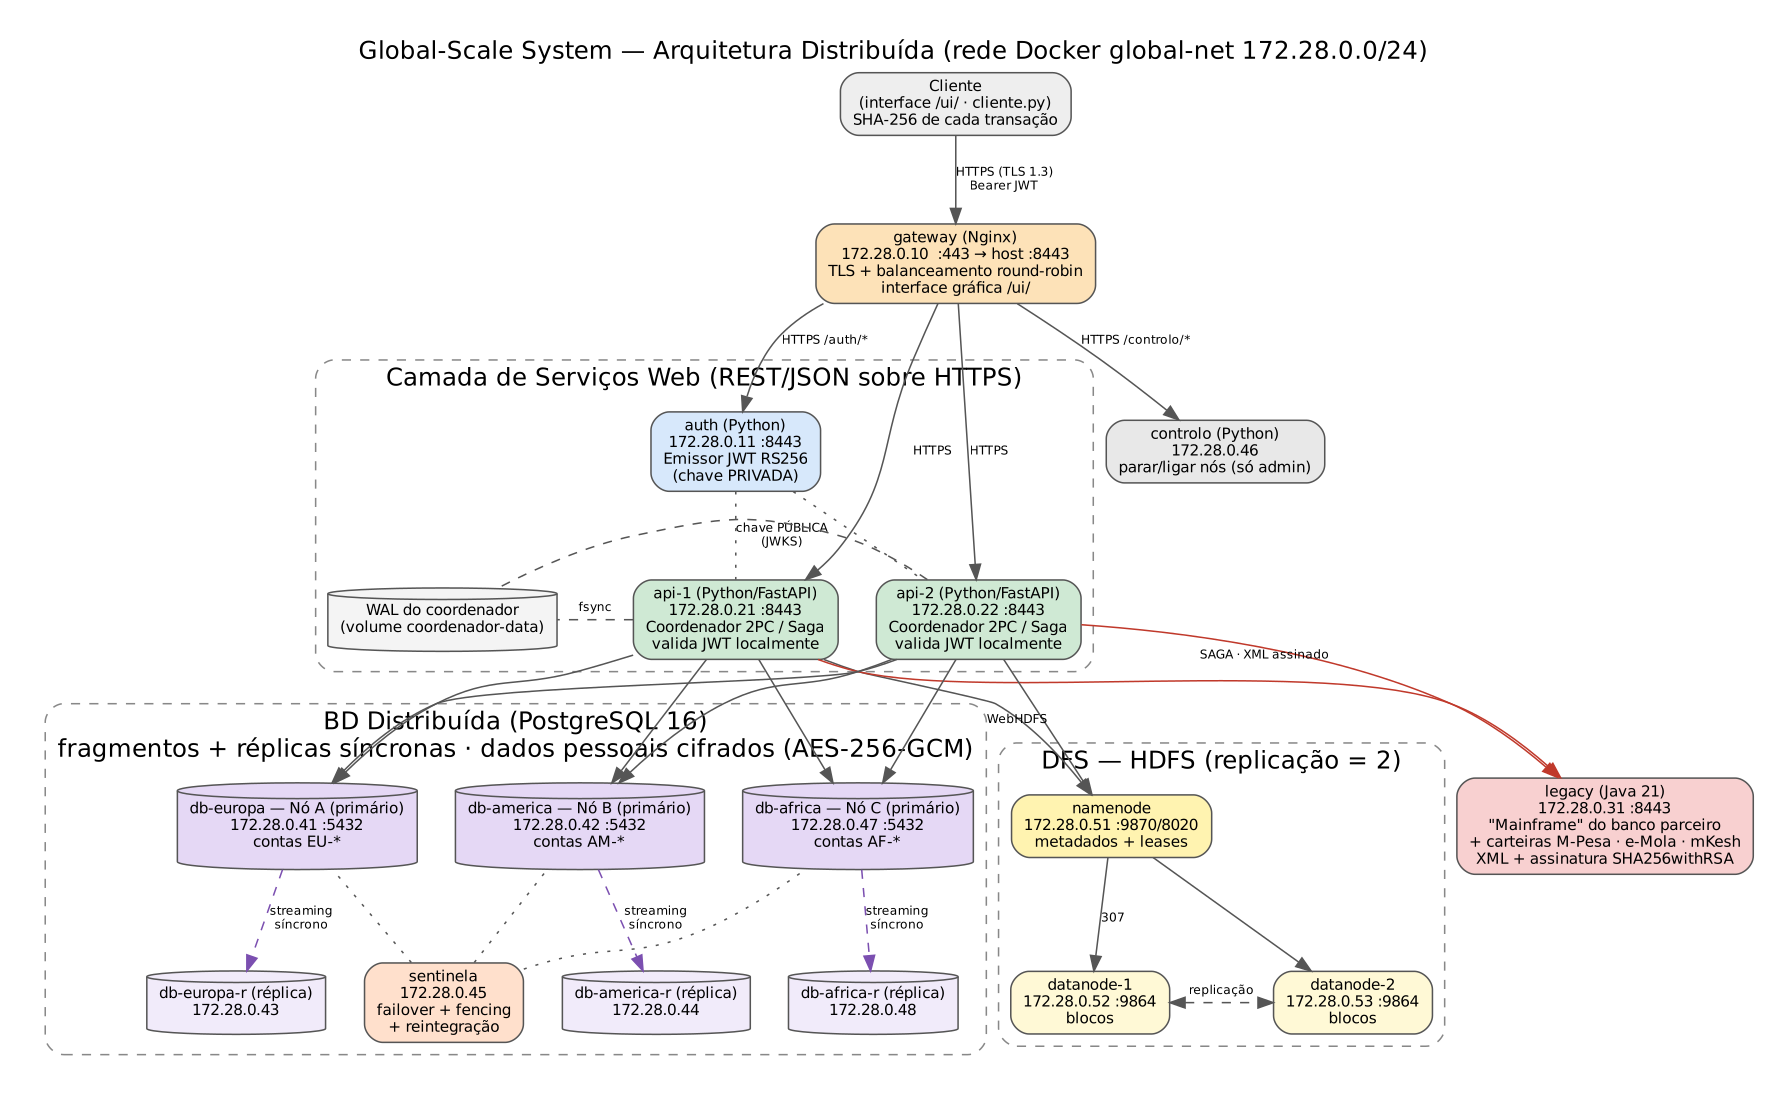 Global-Scale System — Arquitetura Distribuída (rede Docker global-net 172.28.0.0/24)
Cliente
(interface /ui/ · cliente.py)
SHA-256 de cada transação
HTTPS (TLS 1.3)
Bearer JWT
gateway (Nginx)
172.28.0.10  :443 → host :8443
TLS + balanceamento round-robin
interface gráfica /ui/
HTTPS /auth/*
HTTPS /controlo/*
Camada de Serviços Web (REST/JSON sobre HTTPS)
auth (Python)
172.28.0.11 :8443
Emissor JWT RS256
(chave PRIVADA)
HTTPS
HTTPS
controlo (Python)
172.28.0.46
parar/ligar nós (só admin)
chave PÚBLICA
(JWKS)
WAL do coordenador
(volume coordenador-data)
fsync
api-1 (Python/FastAPI)
172.28.0.21 :8443
Coordenador 2PC / Saga
valida JWT localmente
api-2 (Python/FastAPI)
172.28.0.22 :8443
Coordenador 2PC / Saga
valida JWT localmente
SAGA · XML assinado
WebHDFS
BD Distribuída (PostgreSQL 16)
fragmentos + réplicas síncronas · dados pessoais cifrados (AES-256-GCM)
DFS — HDFS (replicação = 2)
db-europa — Nó A (primário)
172.28.0.41 :5432
contas EU-*
db-america — Nó B (primário)
172.28.0.42 :5432
contas AM-*
db-africa — Nó C (primário)
172.28.0.47 :5432
contas AF-*
namenode
172.28.0.51 :9870/8020
metadados + leases
legacy (Java 21)
172.28.0.31 :8443
"Mainframe" do banco parceiro
+ carteiras M-Pesa · e-Mola · mKesh
XML + assinatura SHA256withRSA
streaming
síncrono
streaming
síncrono
streaming
síncrono
307
db-europa-r (réplica)
172.28.0.43
sentinela
172.28.0.45
failover + fencing
+ reintegração
db-america-r (réplica)
172.28.0.44
db-africa-r (réplica)
172.28.0.48
datanode-1
172.28.0.52 :9864
blocos
replicação
datanode-2
172.28.0.53 :9864
blocos